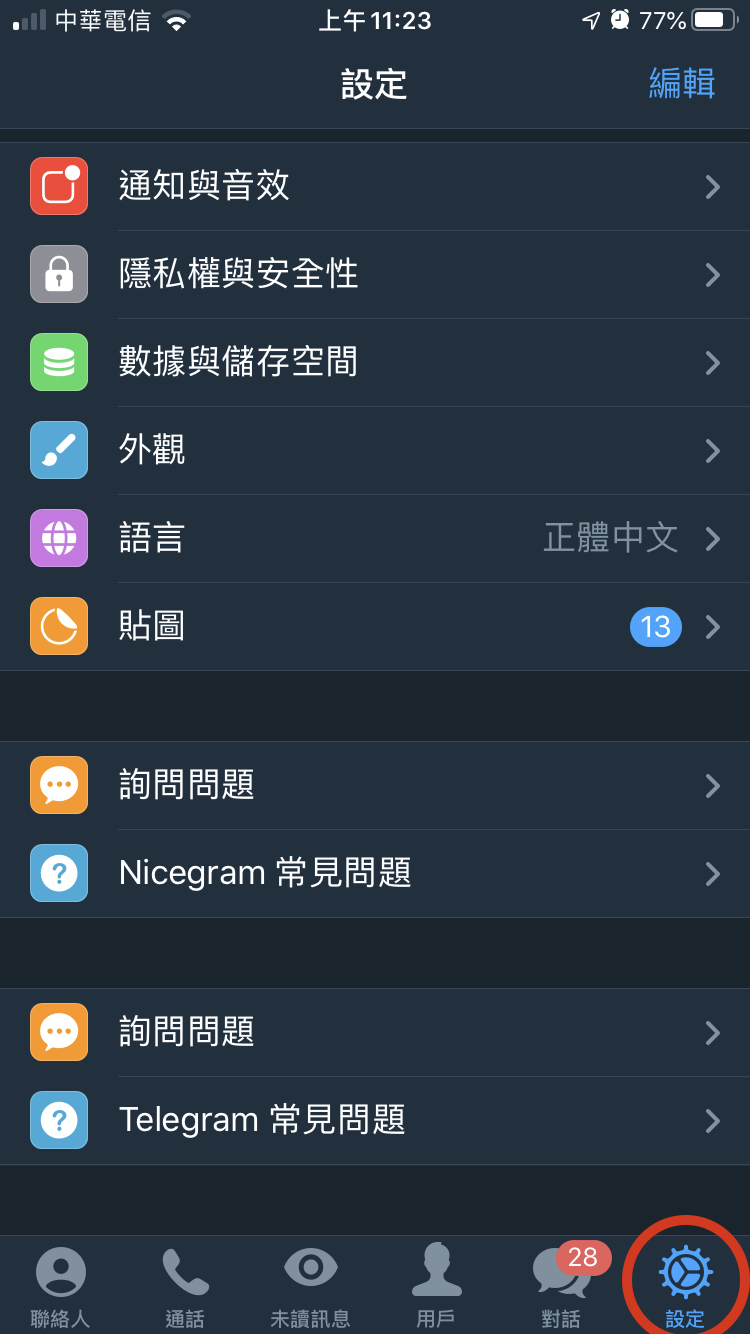 中華電信 上午11:23 77%
設定 編輯
通知與音效
隱私權與安全性
數據與儲存空間
外觀
語言 正體中文
貼圖 13
詢問問題
Nicegram 常見問題
詢問問題
Telegram 常見問題
28
聯絡人 通話 未讀訊息 用戶 對話 設定